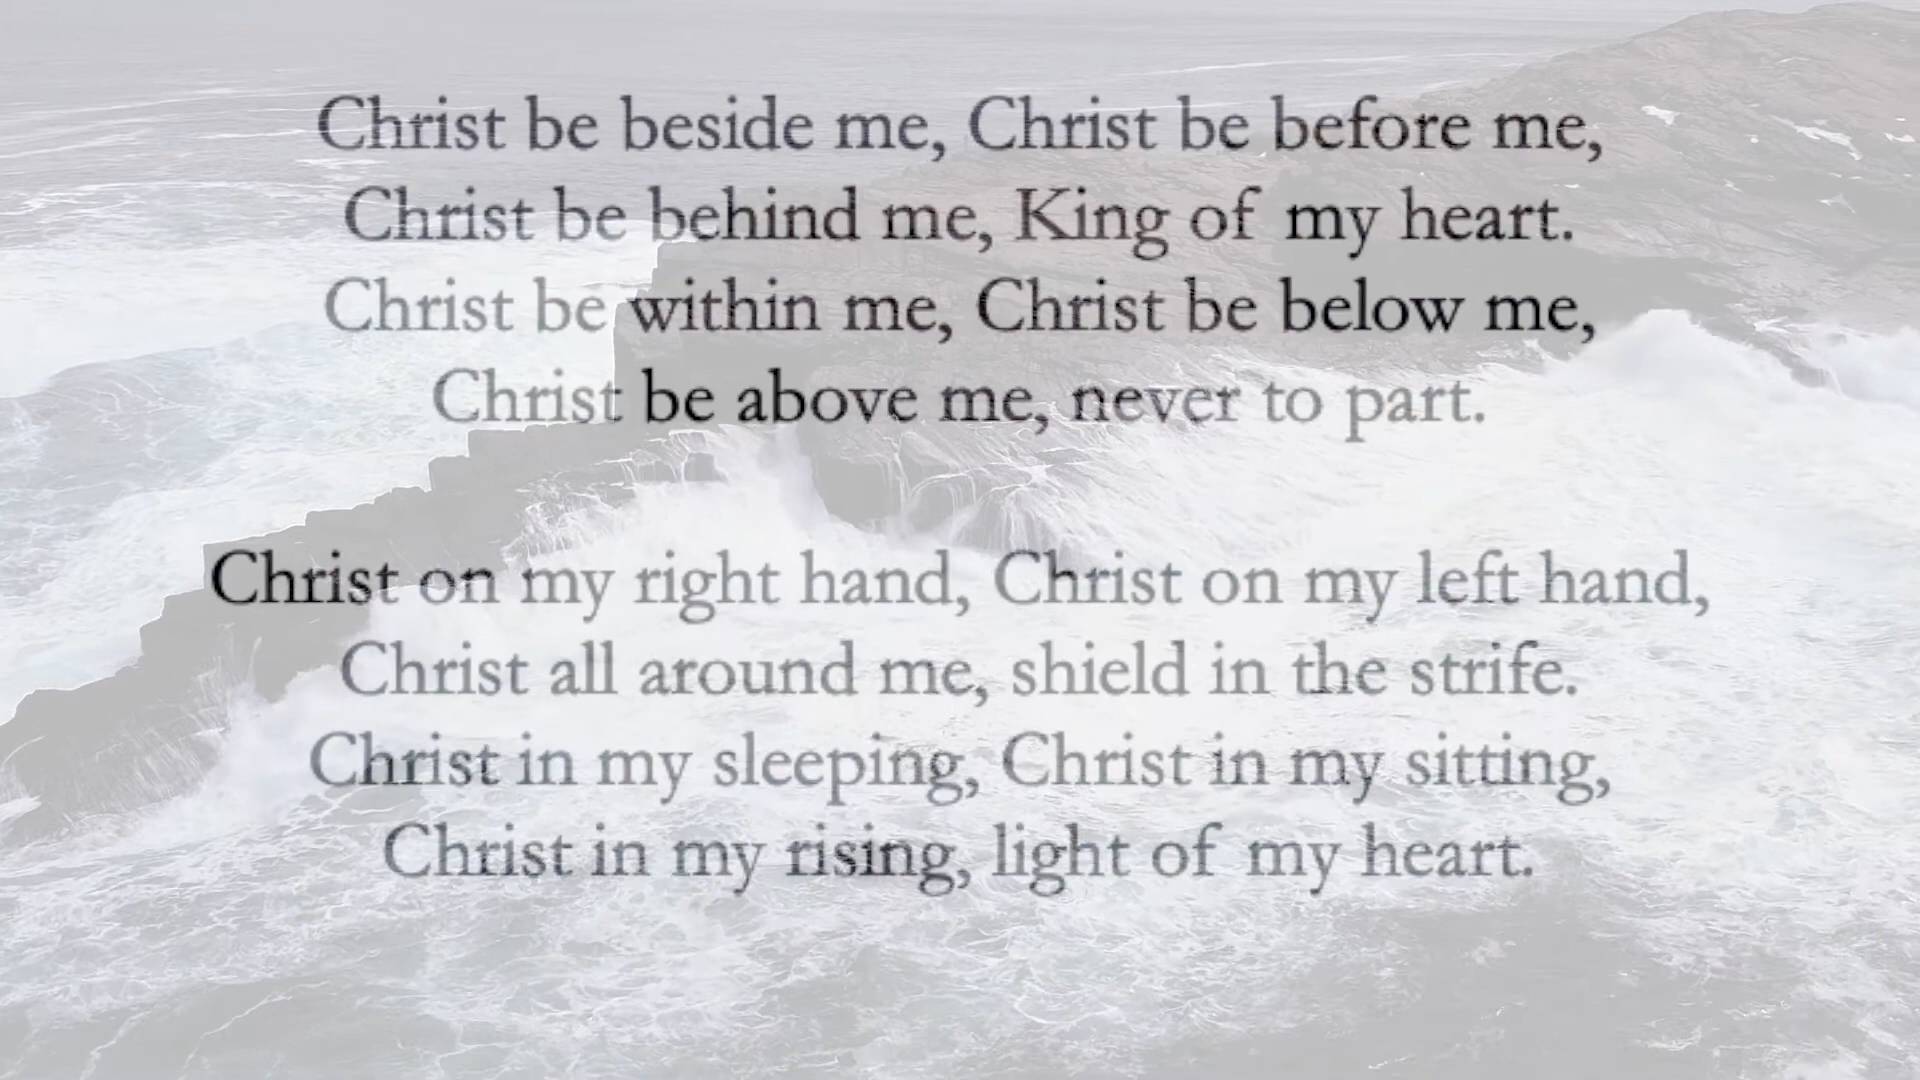 Christ be beside me, Christ be before me,
Christ be behind me, King of my heart.
Christ be within me, Christ be below me,
Christ be above me, never to part.
Christ on my right hand, Christ on my left hand,
Christ all around me, shield in the strife.
Christ in my sleeping, Christ in my sitting,
Christ in my rising, light of my heart.